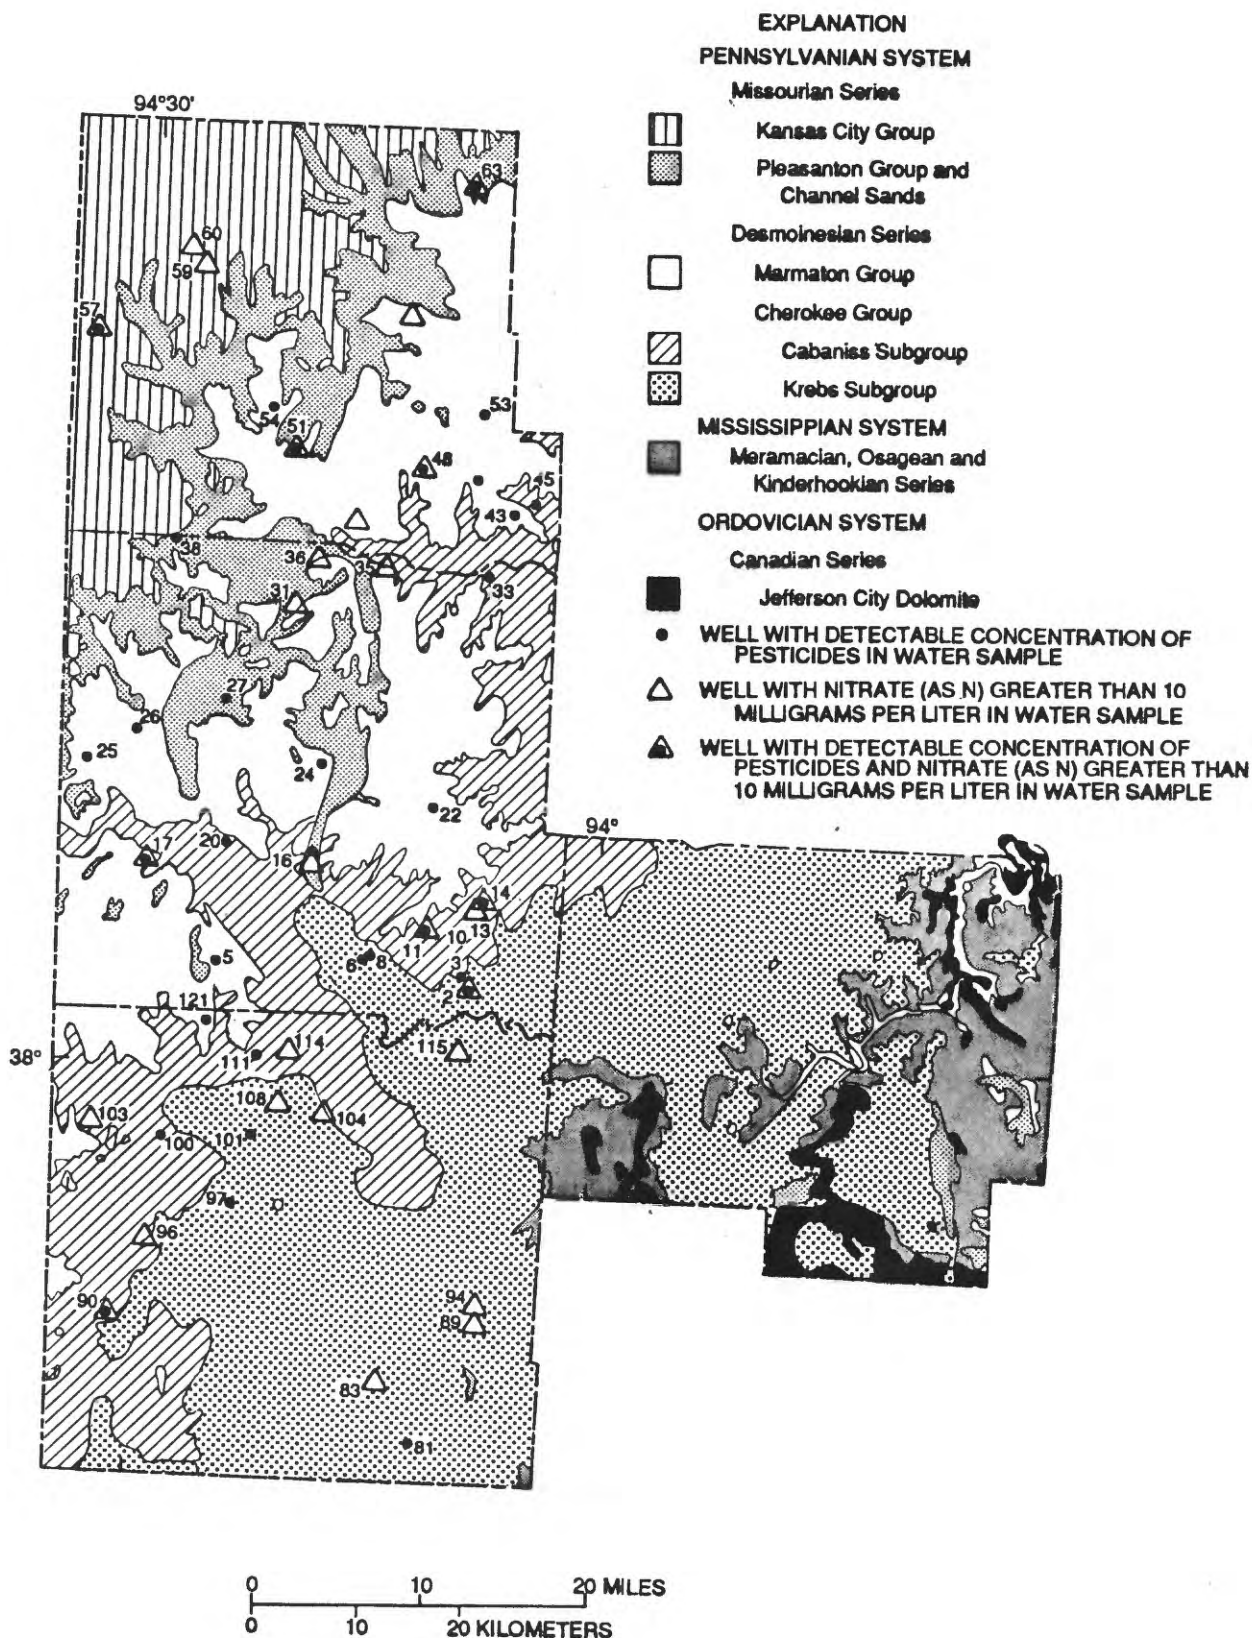 EXPLANATION
PENNSYLVANIAN SYSTEM
Missourian Series
Kansas City Group
Pleasanton Group and
Channel Sands
Desmoinesian Series
Marmaton Group
Cherokee Group
Cabaniss Subgroup
Krebs Subgroup
MISSISSIPPIAN SYSTEM
Meramacian, Osagean and
Kinderhookian Series
ORDOVICIAN SYSTEM
Canadian Series
Jefferson City Dolomite
WELL WITH DETECTABLE CONCENTRATION OF
PESTICIDES IN WATER SAMPLE
WELL WITH NITRATE (AS N) GREATER THAN 10
MILLIGRAMS PER LITER IN WATER SAMPLE
WELL WITH DETECTABLE CONCENTRATION OF
PESTICIDES AND NITRATE (AS N) GREATER THAN
10 MILLIGRAMS PER LITER IN WATER SAMPLE
94°30'
63
60
59
57
54
53
51
48
45
43
38
36
35
33
31
27
26
25
24
22
94°
20
17
16
14
13
10
11
8
6
5
3
2
121
38°
111
114
115
108
104
103
100
101
97
96
94
90
89
83
81
0 10 20 MILES
0 10 20 KILOMETERS